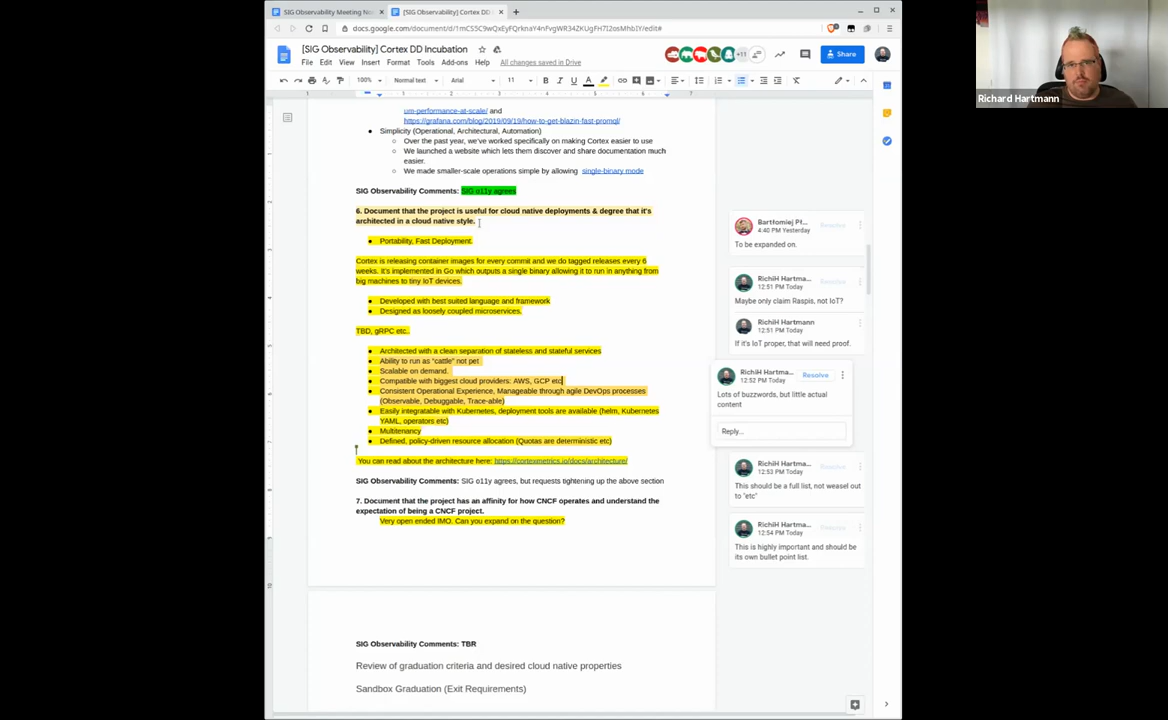 SIG Observability Meeting No
[SIG Observability] Cortex DD
docs.google.com/document/d/
[SIG Observability] Cortex DD Incubation
File Edit View Insert Format Tools Add-ons Help
All changes saved in Drive
+11
Share
100%
Normal text
Arial
11
um-performance-at-scale/ and
https://grafana.com/blog/2019/09/19/how-to-get-blazin-fast-promql/
Simplicity (Operational, Architectural, Automation)
Over the past year, we've worked specifically on making Cortex easier to use
We launched a website which lets them discover and share documentation much
easier.
We made smaller-scale operations simple by allowing single-binary mode
SIG Observability Comments: SIG o11y agrees
6. Document that the project is useful for cloud native deployments & degree that it's
architected in a cloud native style.
Portability, Fast Deployment.
Cortex is releasing container images for every commit and we do tagged releases every 6
weeks. It's implemented in Go which outputs a single binary allowing it to run in anything from
big machines to tiny IoT devices.
Developed with best suited language and framework
Designed as loosely coupled microservices.
TBD, gRPC etc..
Architected with a clean separation of stateless and stateful services
Ability to run as "cattle" not pet
Scalable on demand.
Compatible with biggest cloud providers: AWS, GCP etc
Consistent Operational Experience, Manageable through agile DevOps processes
(Observable, Debuggable, Trace-able)
Easily integratable with Kubernetes, deployment tools are available (helm, Kubernetes
YAML, operators etc)
Multitenancy
Defined, policy-driven resource allocation (Quotas are deterministic etc)
You can read about the architecture here: https://cortexmetrics.io/docs/architecture/
SIG Observability Comments: SIG o11y agrees, but requests tightening up the above section
7. Document that the project has an affinity for how CNCF operates and understand the
expectation of being a CNCF project.
Very open ended IMO. Can you expand on the question?
SIG Observability Comments: TBR
Review of graduation criteria and desired cloud native properties
Sandbox Graduation (Exit Requirements)
Bartłomiej Pł...
4:40 PM Yesterday
Resolve
To be expanded on.
RichiH Hartma...
12:51 PM Today
Resolve
Maybe only claim Raspis, not IoT?
RichiH Hartmann
12:51 PM Today
If it's IoT proper, that will need proof.
RichiH Hartma...
12:52 PM Today
Resolve
Lots of buzzwords, but little actual
content
Reply...
RichiH Hartma...
12:53 PM Today
Resolve
This should be a full list, not weasel out
to "etc"
RichiH Hartma...
12:54 PM Today
Resolve
This is highly important and should be
its own bullet point list.
Richard Hartmann